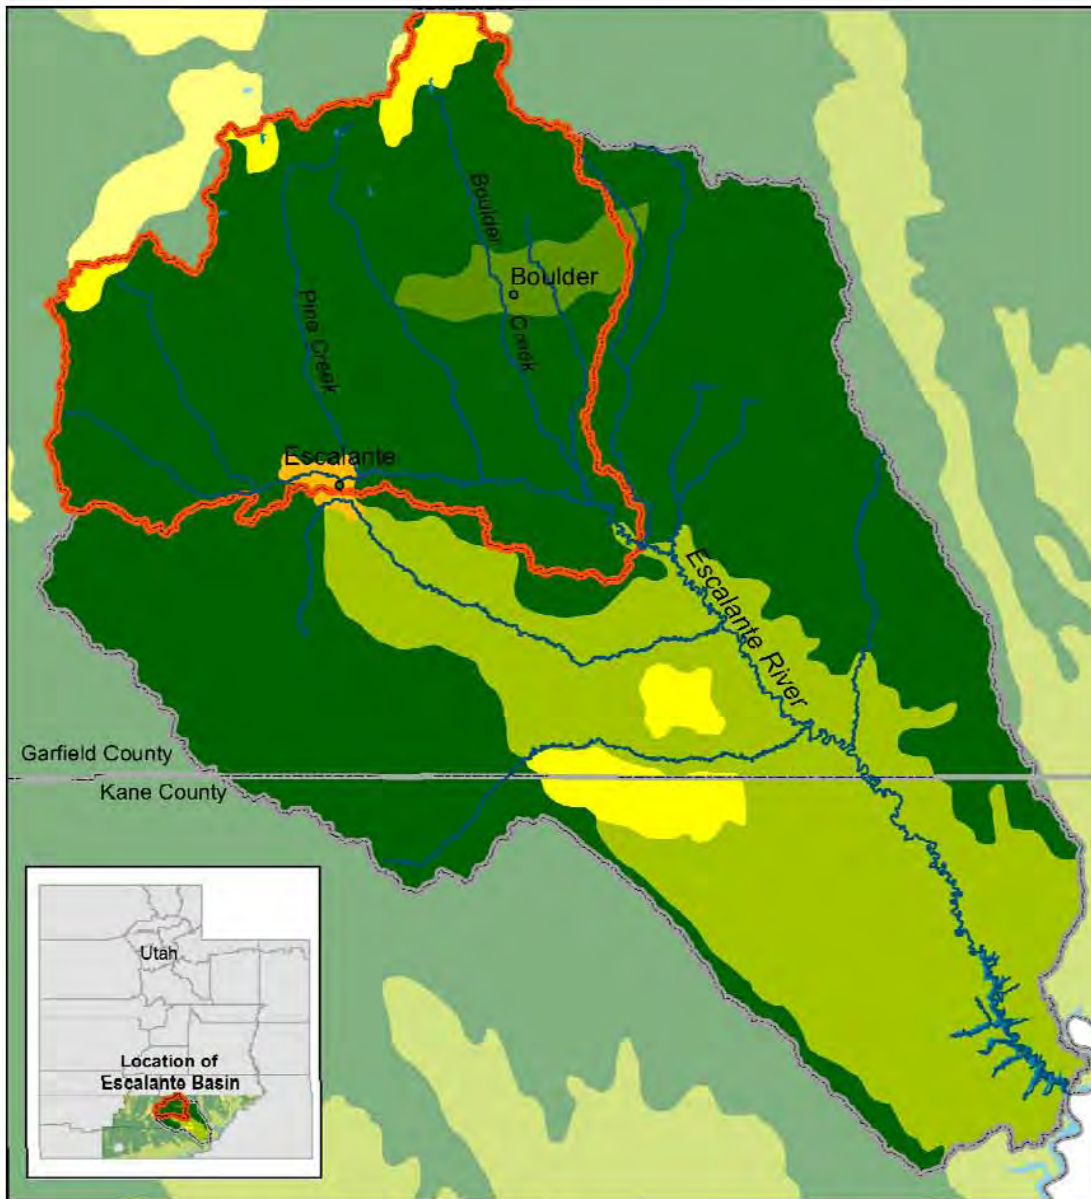 Boulder
Creek
Boulder
Pine Creek
Escalante
Escalante River
Garfield County
Kane County
Utah
Location of
Escalante Basin